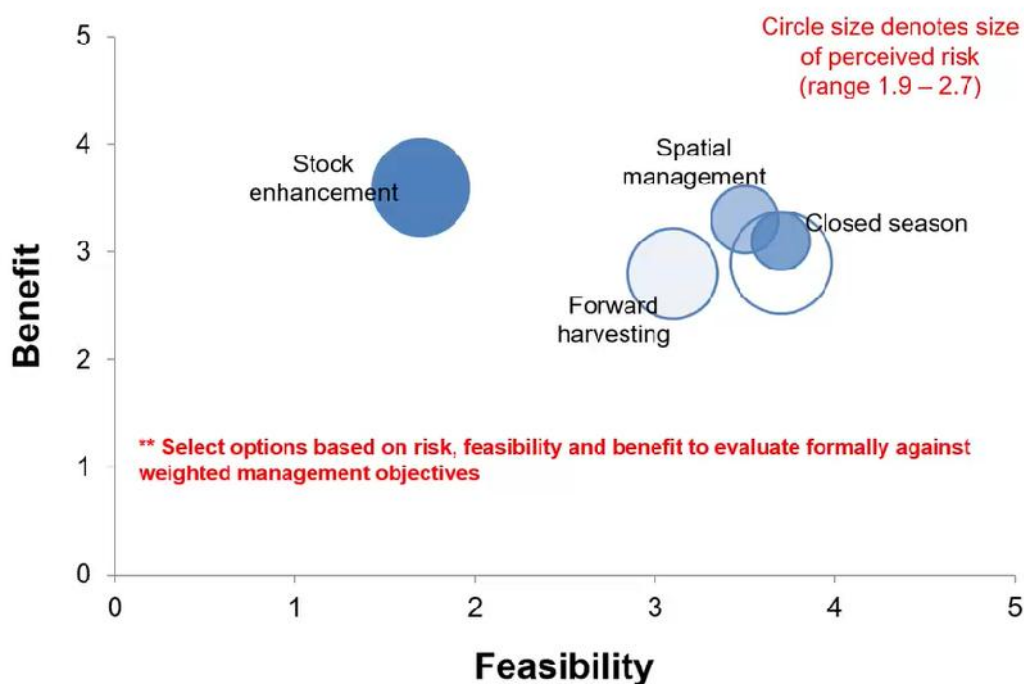 Circle size denotes size
of perceived risk
(range 1.9 – 2.7)
5
4
3
2
1
0
Benefit
Stock
enhancement
Spatial
management
Closed season
Forward
harvesting
** Select options based on risk, feasibility and benefit to evaluate formally against
weighted management objectives
0 1 2 3 4 5
Feasibility